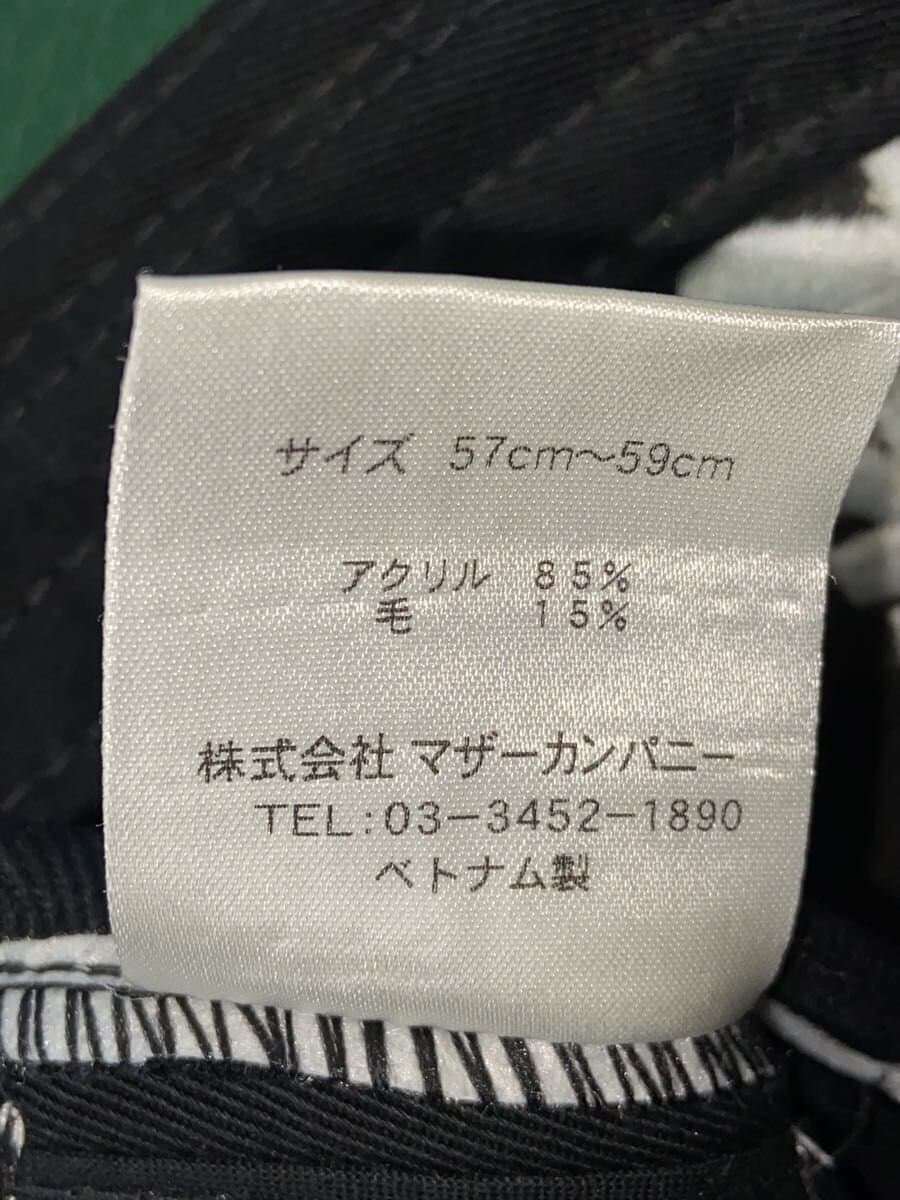 サイズ 57cm〜59cm
アクリル 85%
毛 15%
株式会社 マザーカンパニー
TEL:03-3452-1890
ベトナム製